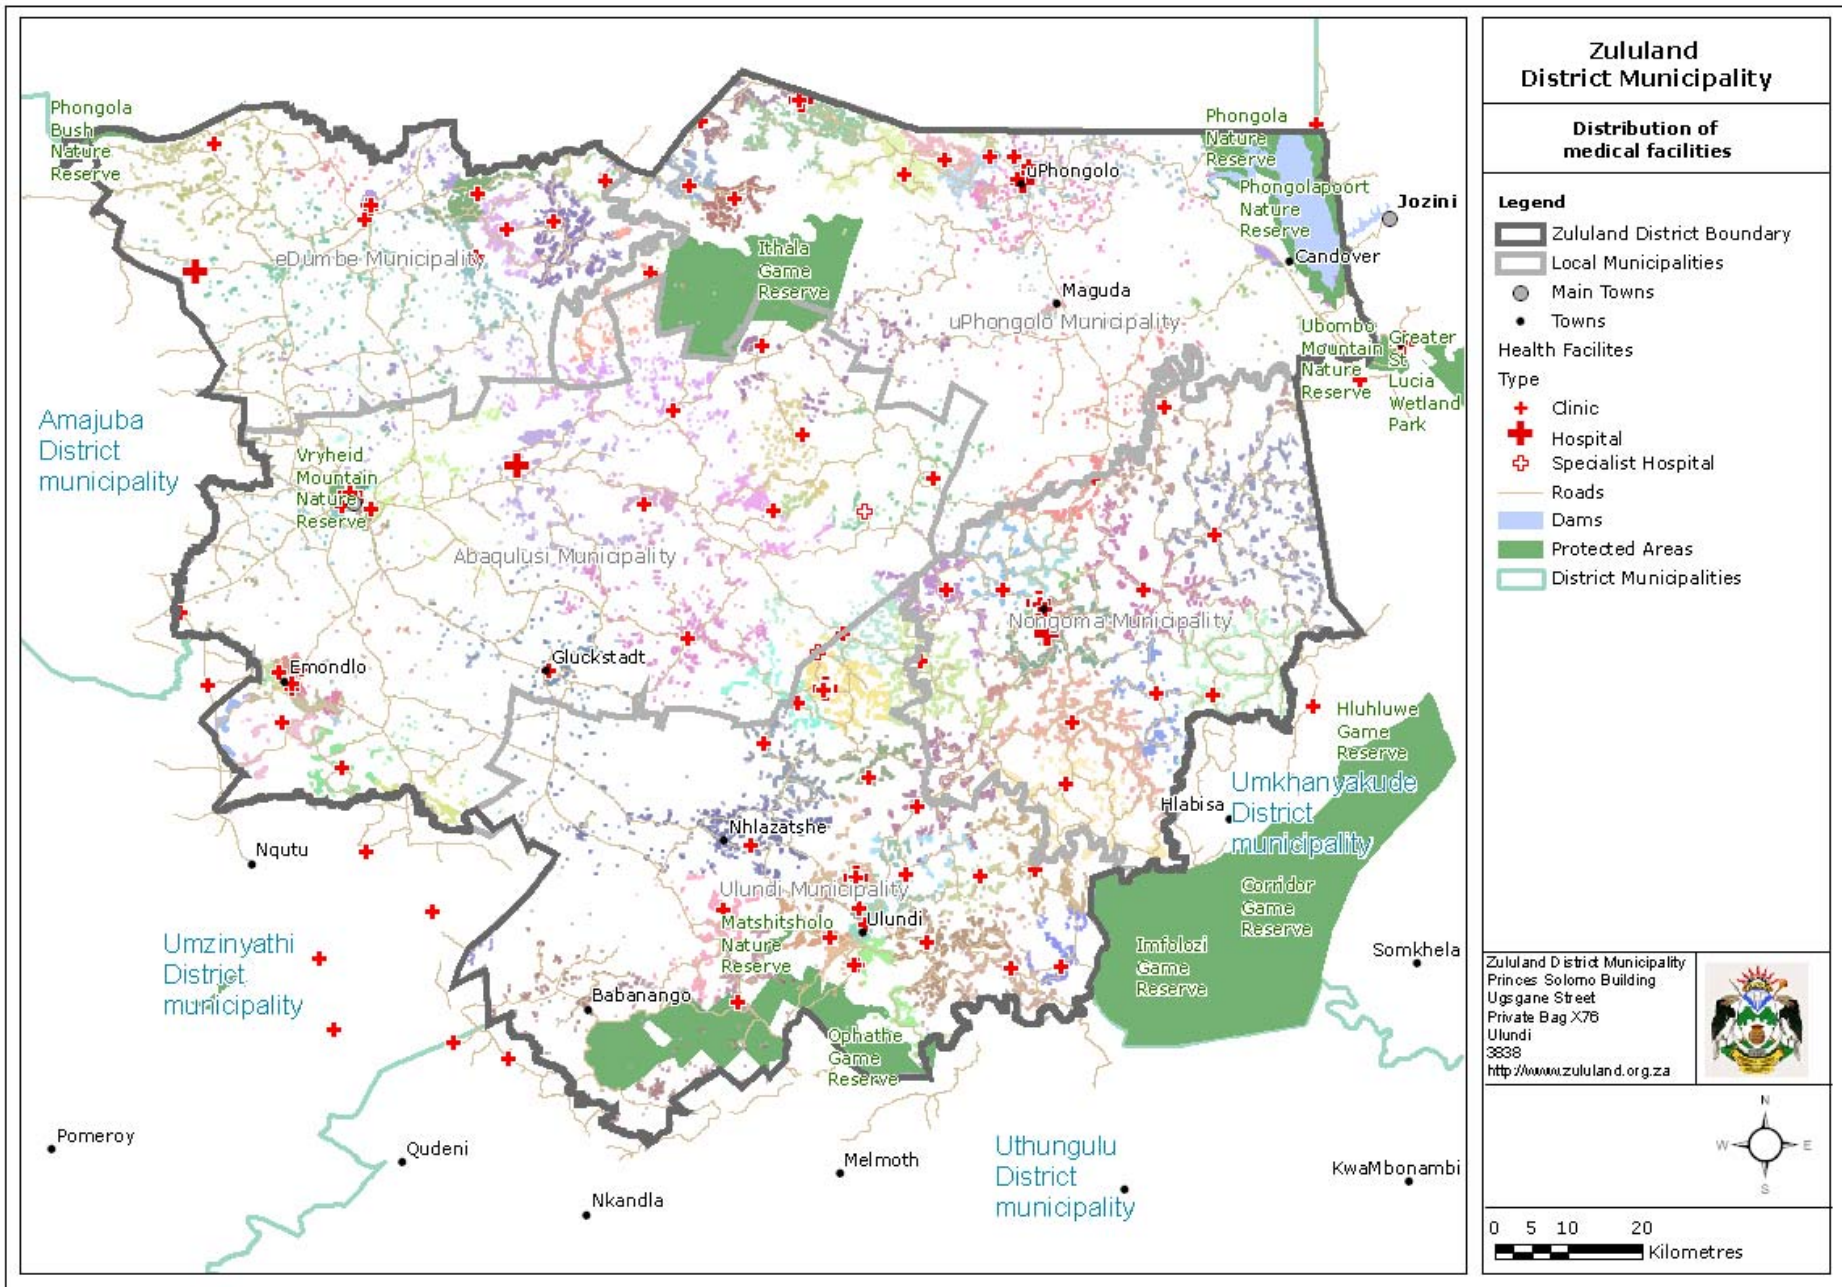 Phongola
Bush
Nature
Reserve
Phongola
Nature
Reserve
uPhongolo
Phongolapoort
Nature
Reserve
Jozini
eDumbe Municipality
Ithala
Game
Reserve
Candover
Maguda
uPhongolo Municipality
Ubombo
Mountain
Nature
Reserve
Greater
St
Lucia
Wetland
Park
Amajuba
District
municipality
Vryheid
Mountain
Nature
Reserve
Abaqulusi Municipality
Nongoma Municipality
Emondlo
Gluckstadt
Hluhluwe
Game
Reserve
Umkhanyakude
District
municipality
Hlabisa
Nhlazatshe
Nqutu
Ulundi Municipality
Corridor
Game
Reserve
Matshitsholo
Nature
Reserve
Ulundi
Umzinyathi
District
municipality
Imfolozi
Game
Reserve
Somkhela
Babanango
Ophathe
Game
Reserve
Pomeroy
Qudeni
Melmoth
Uthungulu
District
municipality
KwaMbonambi
Nkandla
Zululand
District Municipality
Distribution of
medical facilities
Legend
Zululand District Boundary
Local Municipalities
Main Towns
Towns
Health Facilites
Type
Clinic
Hospital
Specialist Hospital
Roads
Dams
Protected Areas
District Municipalities
Zululand District Municipality
Princes Solomo Building
Ugsgane Street
Private Bag X76
Ulundi
3838
http://www.zululand.org.za
N
W E
S
0 5 10 20
Kilometres